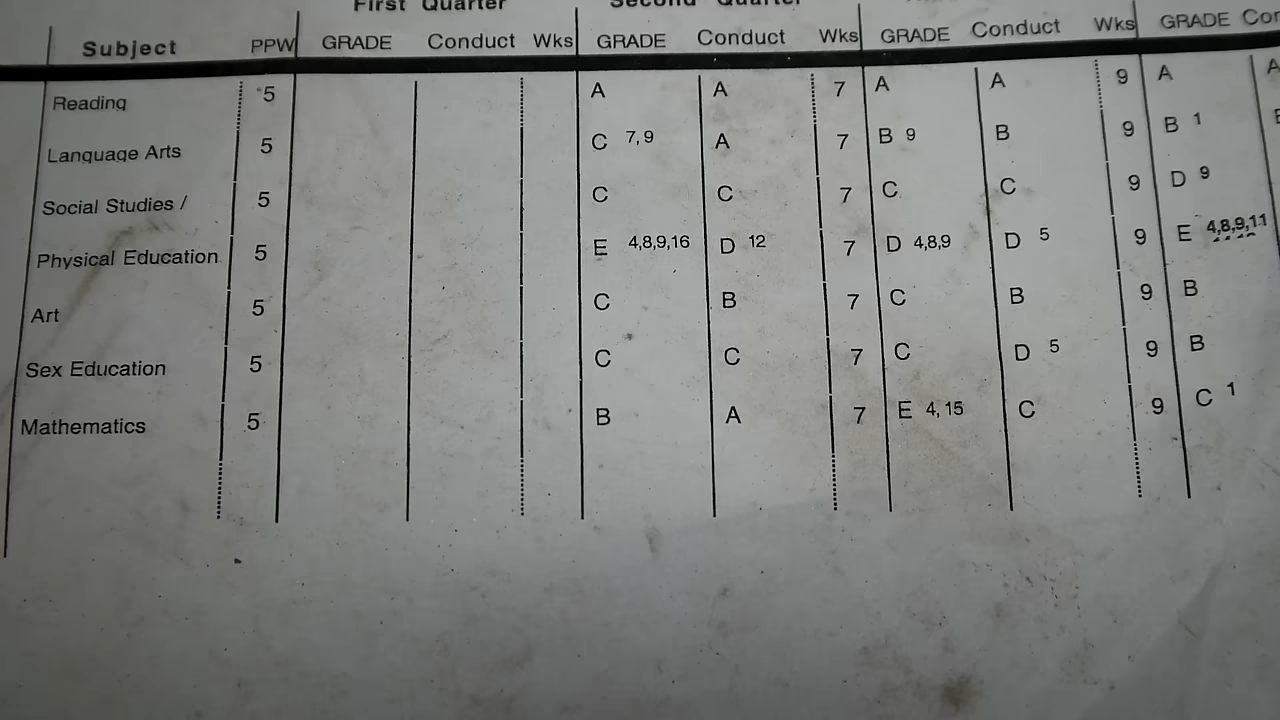 First Quarter Second Quarter
Subject PPW GRADE Conduct Wks GRADE Conduct Wks GRADE Conduct Wks GRADE
Reading 5 A A 7 A A 9 A A
Language Arts 5 C 7,9 A 7 B 9 B 9 B 1
Social Studies / 5 C C 7 C C 9 D 9
Physical Education 5 E 4,8,9,16 D 12 7 D 4,8,9 D 5 9 E 4,8,9,11
Art 5 C B 7 C B 9 B
Sex Education 5 C C 7 C D 5 9 B
Mathematics 5 B A 7 E 4, 15 C 9 C 1